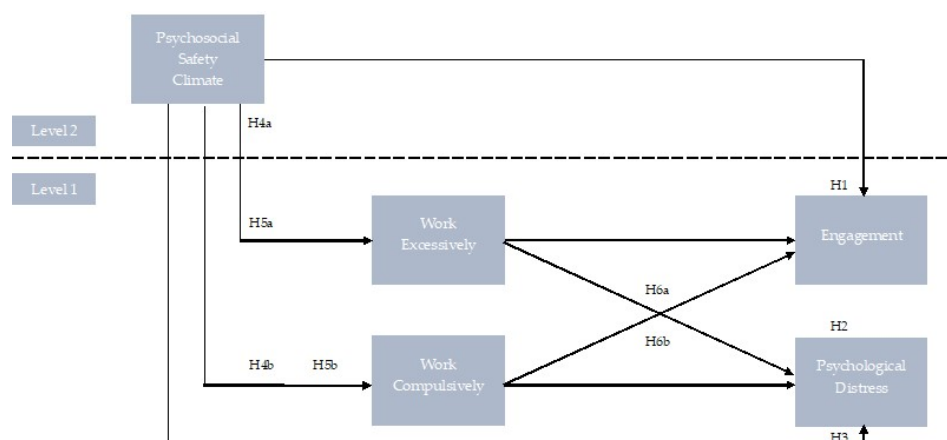 Psychosocial
Safety
Climate
H4a
Level 2
Level 1
H1
H5a
Work
Excessively
Engagement
H6a
H2
H6b
H4b
H5b
Work
Compulsively
Psychological
Distress
H3